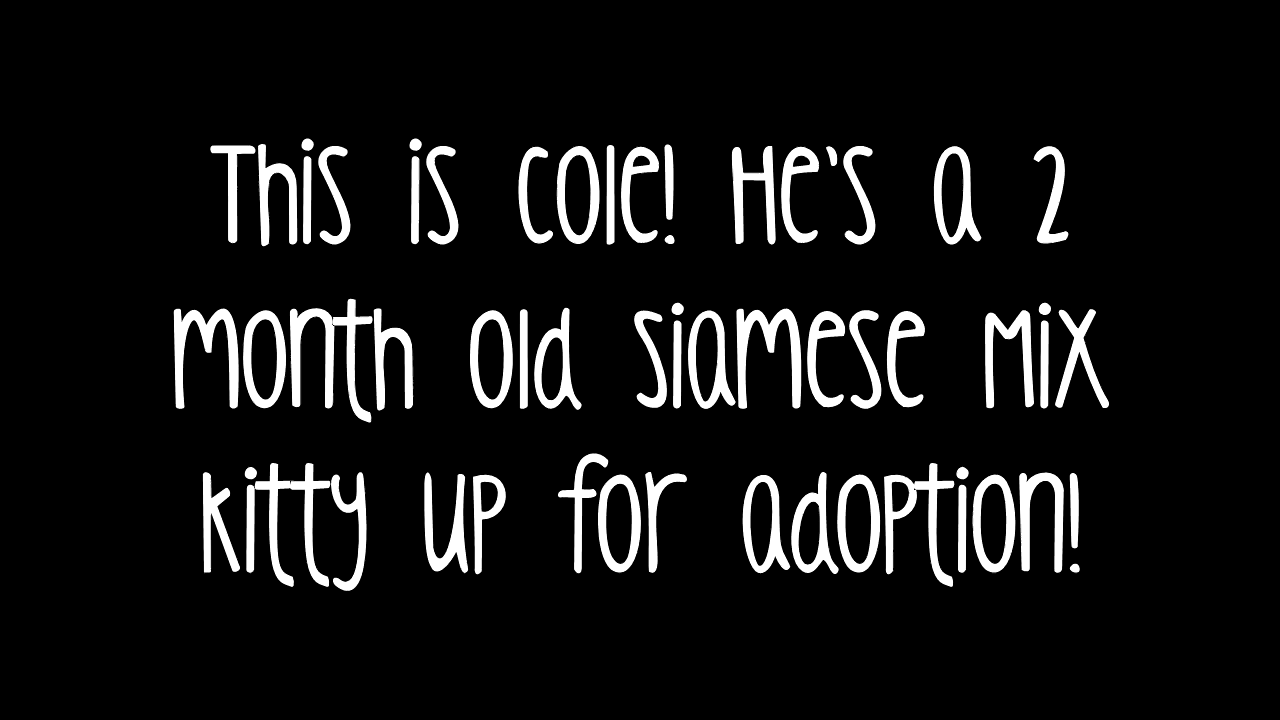 This is Cole! He's a 2
month old siamese mix
kitty up for adoption!